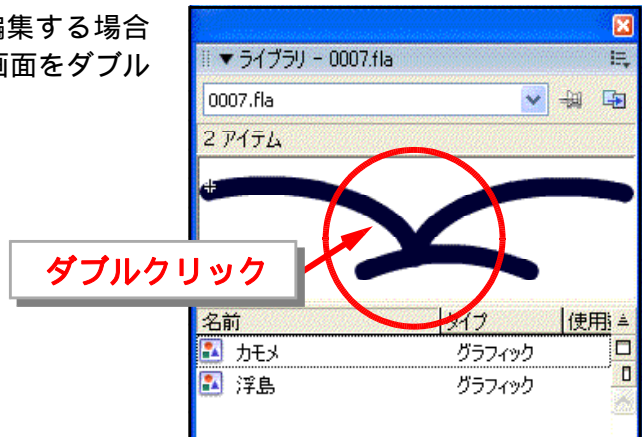 編集する場合
画面をダブル
ライブラリ - 0007.fla
0007.fla
2 アイテム
ダブルクリック
名前 タイプ 使用
カモメ グラフィック
浮島 グラフィック